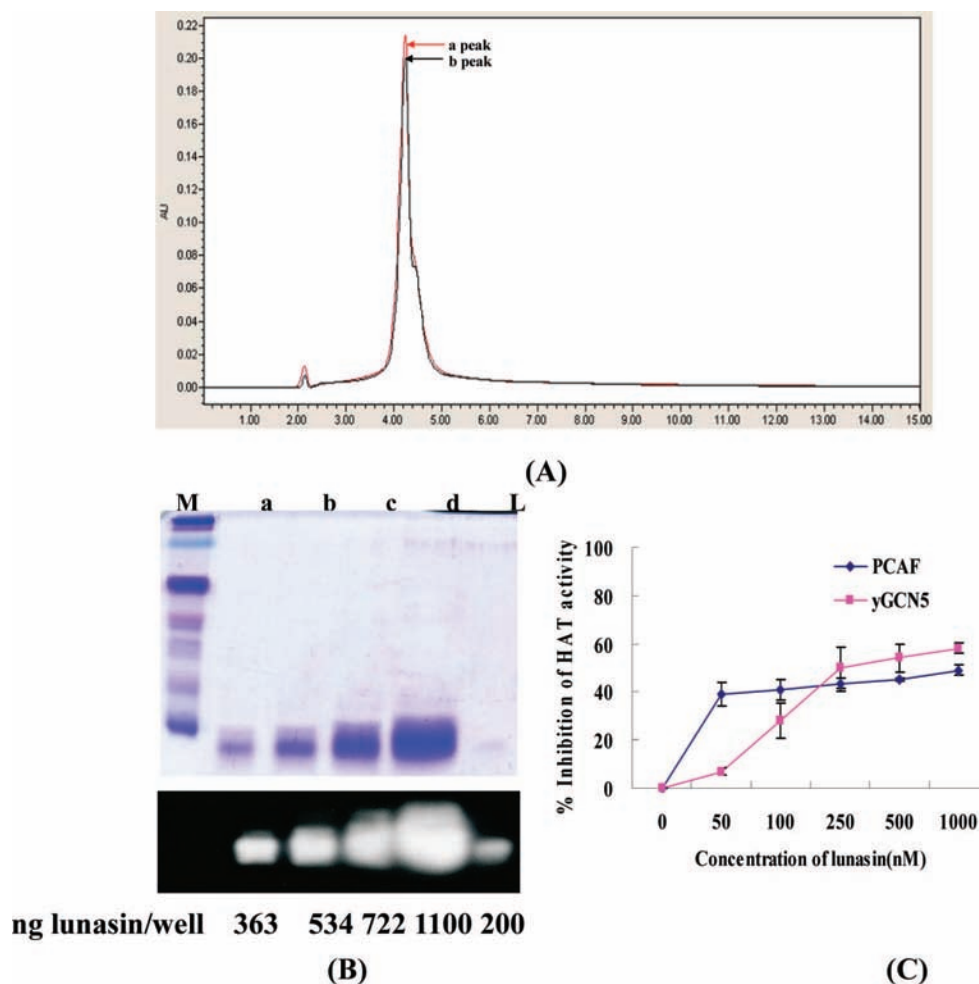 0.22
0.20
0.18
0.16
0.14
0.12
0.10
0.08
0.06
0.04
0.02
0.00
AU
a peak
b peak
1.00 2.00 3.00 4.00 5.00 6.00 7.00 8.00 9.00 10.00 11.00 12.00 13.00 14.00 15.00
(A)
M a b c d L
ng lunasin/well 363 534 722 1100 200
(B)
% Inhibition of HAT activity
100
80
60
40
20
0
PCAF
yGCN5
0 50 100 250 500 1000
Concentration of lunasin(nM)
(C)